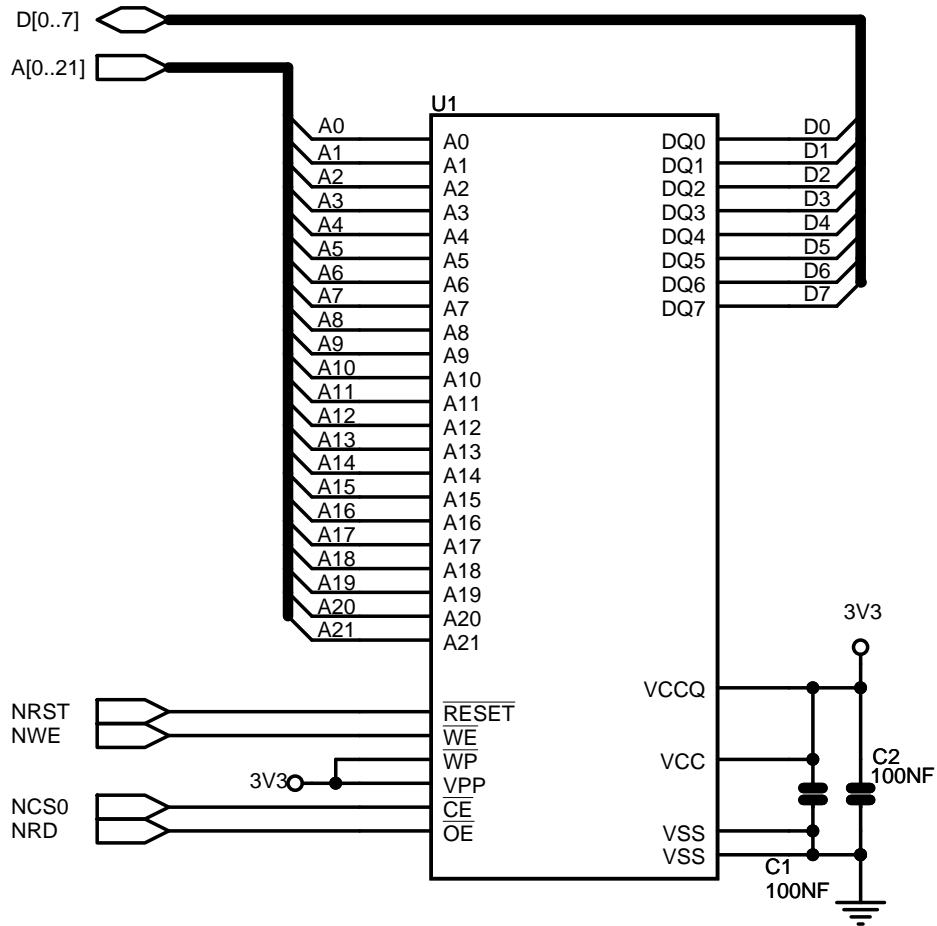 D[0..7]
A[0..21]
U1
A0 A0 DQ0 D0
A1 A1 DQ1 D1
A2 A2 DQ2 D2
A3 A3 DQ3 D3
A4 A4 DQ4 D4
A5 A5 DQ5 D5
A6 A6 DQ6 D6
A7 A7 DQ7 D7
A8 A8
A9 A9
A10 A10
A11 A11
A12 A12
A13 A13
A14 A14
A15 A15
A16 A16
A17 A17
A18 A18
A19 A19
A20 A20
A21 A21
3V3
VCCQ
NRST RESET
NWE WE
WP VCC
3V3 VPP
C2
100NF
NCS0 CE
NRD OE
VSS
VSS
C1
100NF